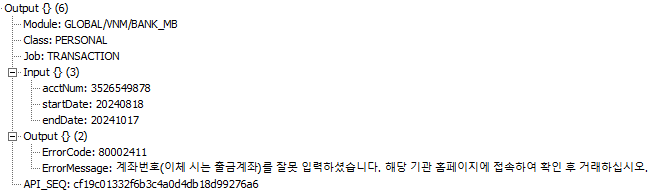 Output {} (6)
Module: GLOBAL/VNM/BANK_MB
Class: PERSONAL
Job: TRANSACTION
Input {} (3)
acctNum: 3526549878
startDate: 20240818
endDate: 20241017
Output {} (2)
ErrorCode: 80002411
ErrorMessage: 계좌번호(이체 시는 출금계좌)를 잘못 입력하셨습니다. 해당 기관 홈페이지에 접속하여 확인 후 거래하십시오.
API_SEQ: cf19c01332f6b3c4a0d4db18d99276a6